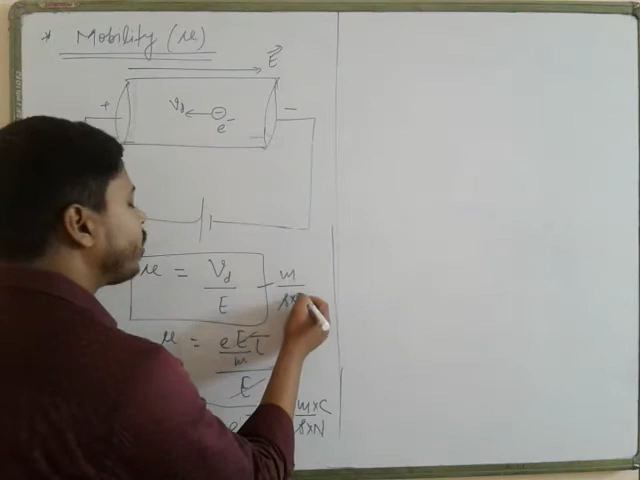 * Mobility (μ)
E
+ Vd - e- -
μ = Vd / E m / s×
μ = eEτ/m / E
m×C / s×N